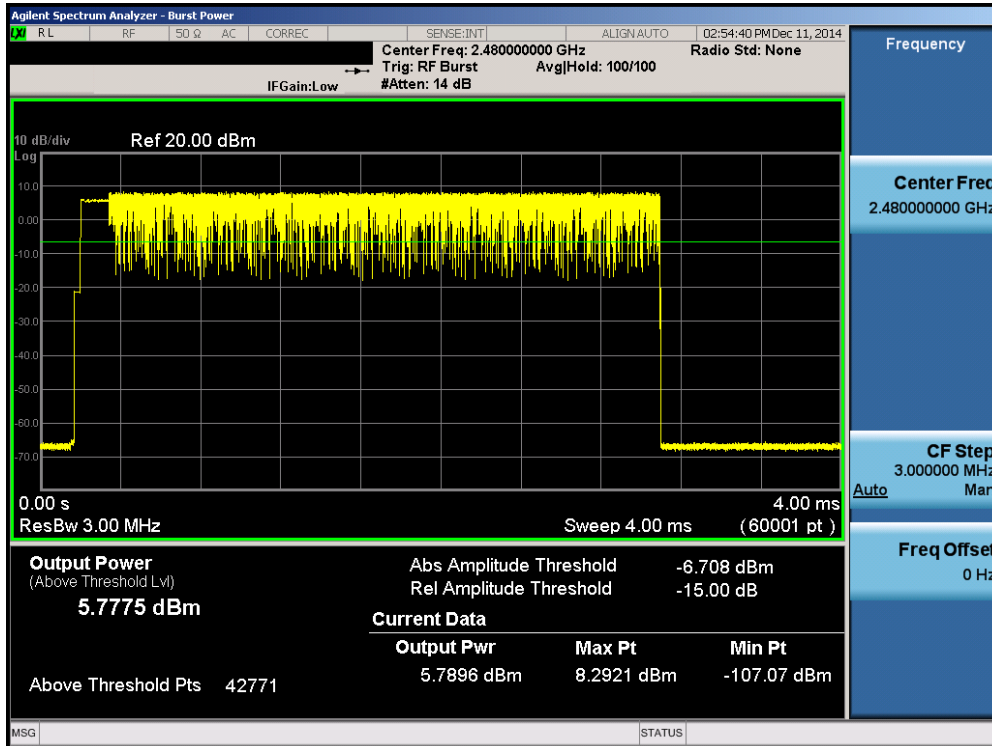 Agilent Spectrum Analyzer - Burst Power
LXI RL RF 50 Ω AC CORREC SENSE:INT ALIGN AUTO 02:54:40 PM Dec 11, 2014
Center Freq: 2.480000000 GHz Radio Std: None
Trig: RF Burst Avg|Hold: 100/100
IFGain:Low #Atten: 14 dB
10 dB/div Ref 20.00 dBm
Log
10.0
0.00
-10.0
-20.0
-30.0
-40.0
-50.0
-60.0
-70.0
0.00 s 4.00 ms
ResBw 3.00 MHz Sweep 4.00 ms (60001 pt )
Output Power
(Above Threshold Lvl)
5.7775 dBm
Above Threshold Pts 42771
Abs Amplitude Threshold -6.708 dBm
Rel Amplitude Threshold -15.00 dB
Current Data
Output Pwr Max Pt Min Pt
5.7896 dBm 8.2921 dBm -107.07 dBm
Frequency
Center Freq
2.480000000 GHz
CF Step
3.000000 MHz
Auto Man
Freq Offset
0 Hz
MSG STATUS